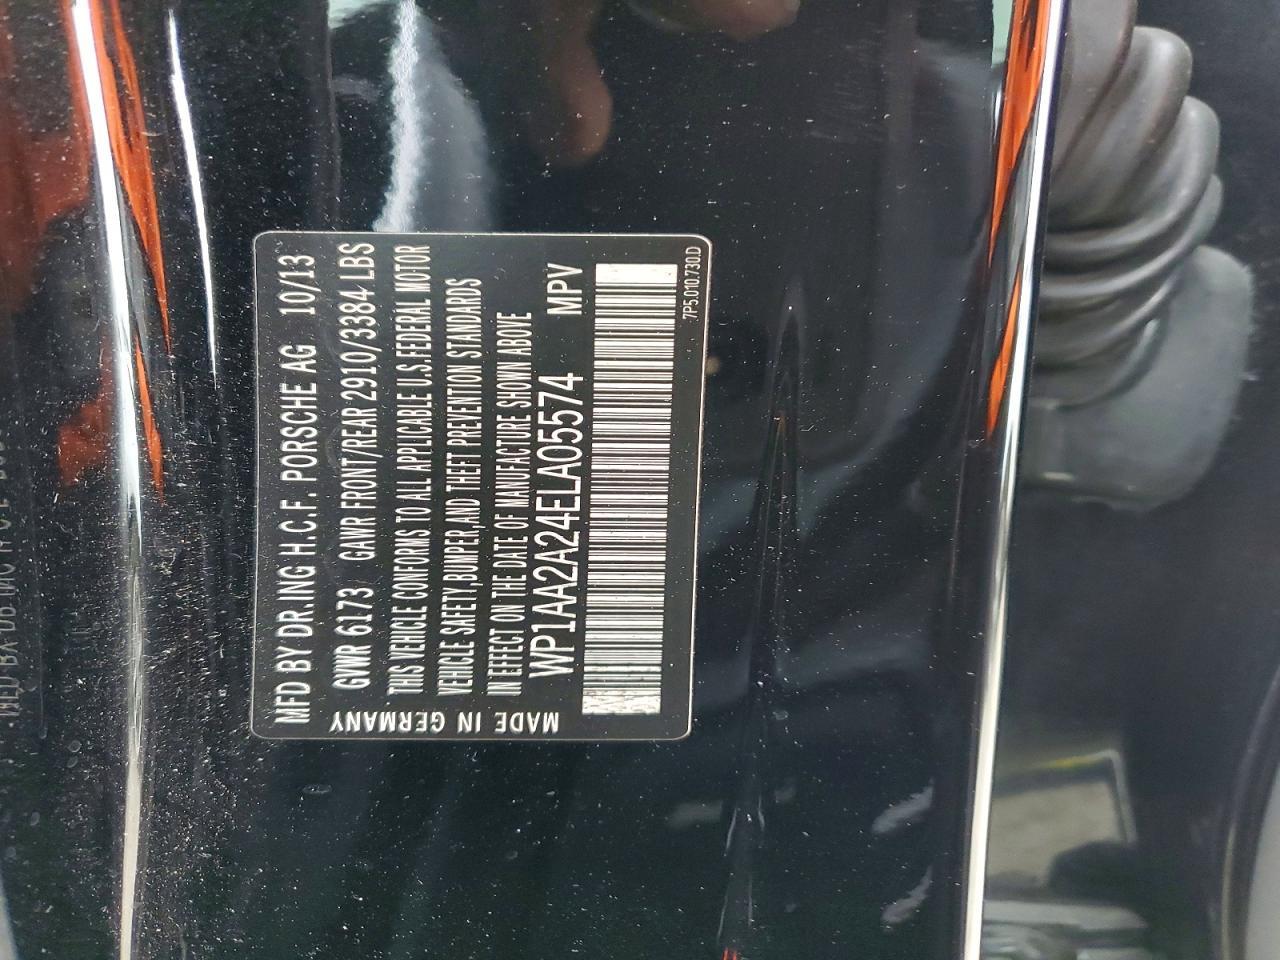 MFD BY DR.ING H.C.F. PORSCHE AG 10/13
GWR 6173 GAWR FRONT/REAR 2910/3384 LBS
THIS VEHICLE CONFORMS TO ALL APPLICABLE U.S.FEDERAL MOTOR
VEHICLE SAFETY,BUMPER,AND THEFT PREVENTION STANDARDS
IN EFFECT ON THE DATE OF MANUFACTURE SHOWN ABOVE
WP1AA2A24ELA05574 MPV
7P5.010.730.D
MADE IN GERMANY